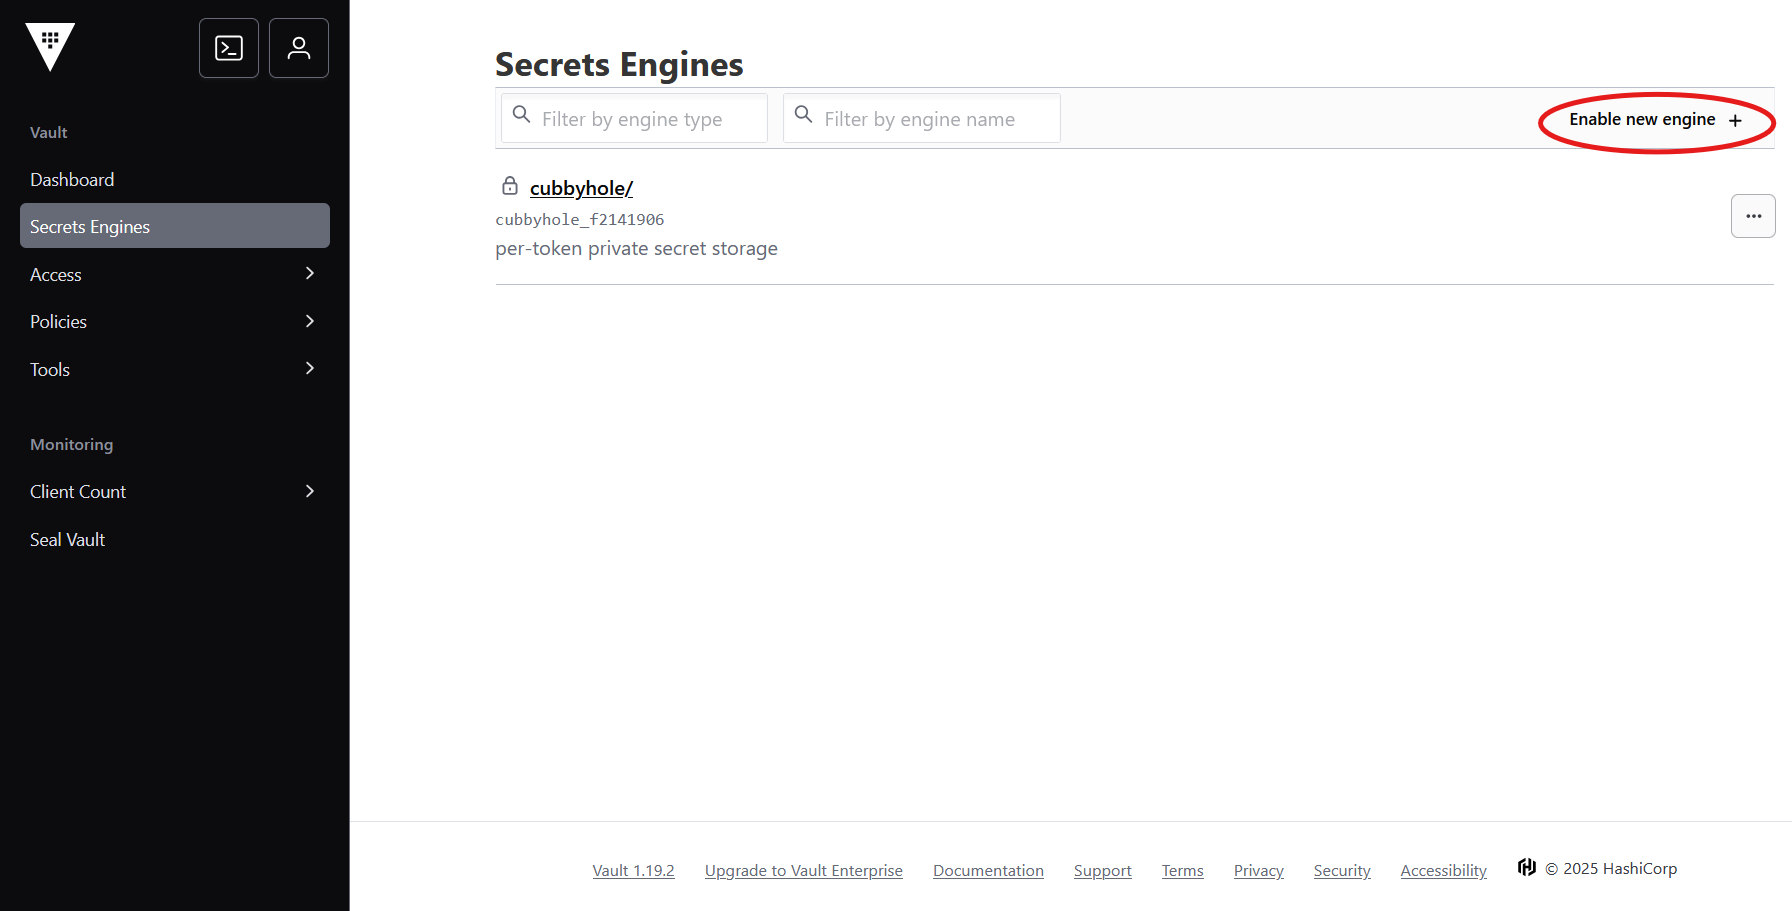 Vault
Dashboard
Secrets Engines
Access
Policies
Tools
Monitoring
Client Count
Seal Vault
Secrets Engines
Filter by engine type
Filter by engine name
Enable new engine +
cubbyhole/
cubbyhole_f2141906
per-token private secret storage
Vault 1.19.2 Upgrade to Vault Enterprise Documentation Support Terms Privacy Security Accessibility © 2025 HashiCorp